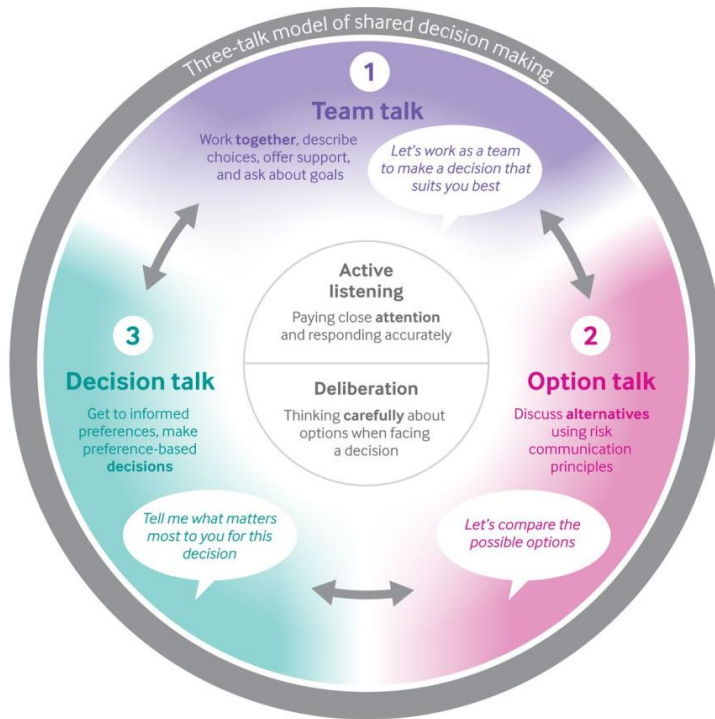 Three-talk model of shared decision making
1
Team talk
Work together, describe
choices, offer support,
and ask about goals
Let's work as a team
to make a decision that
suits you best
Active
listening
Paying close attention
and responding accurately
Deliberation
Thinking carefully about
options when facing
a decision
2
Option talk
Discuss alternatives
using risk
communication
principles
Let's compare the
possible options
3
Decision talk
Get to informed
preferences, make
preference-based
decisions
Tell me what matters
most to you for this
decision